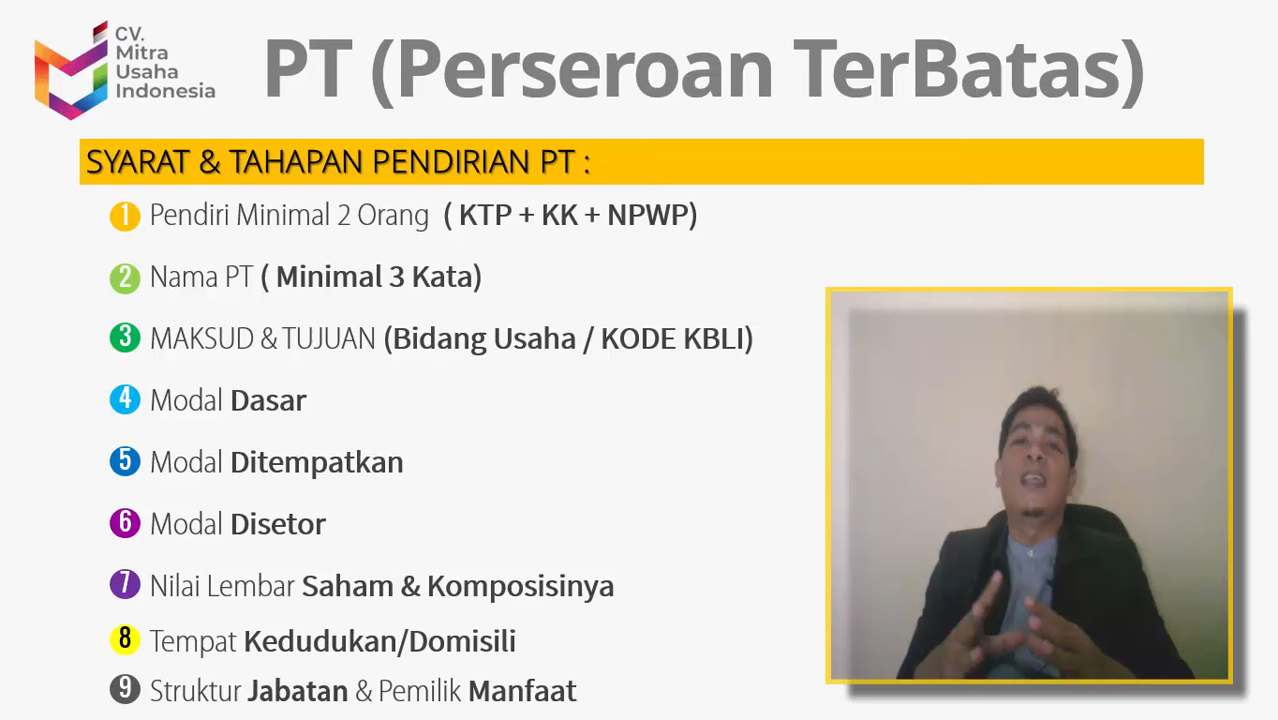 CV.
Mitra
Usaha
Indonesia
PT (Perseroan TerBatas)
SYARAT & TAHAPAN PENDIRIAN PT :
1 Pendiri Minimal 2 Orang ( KTP + KK + NPWP)
2 Nama PT ( Minimal 3 Kata)
3 MAKSUD & TUJUAN (Bidang Usaha / KODE KBLI)
4 Modal Dasar
5 Modal Ditempatkan
6 Modal Disetor
7 Nilai Lembar Saham & Komposisinya
8 Tempat Kedudukan/Domisili
9 Struktur Jabatan & Pemilik Manfaat